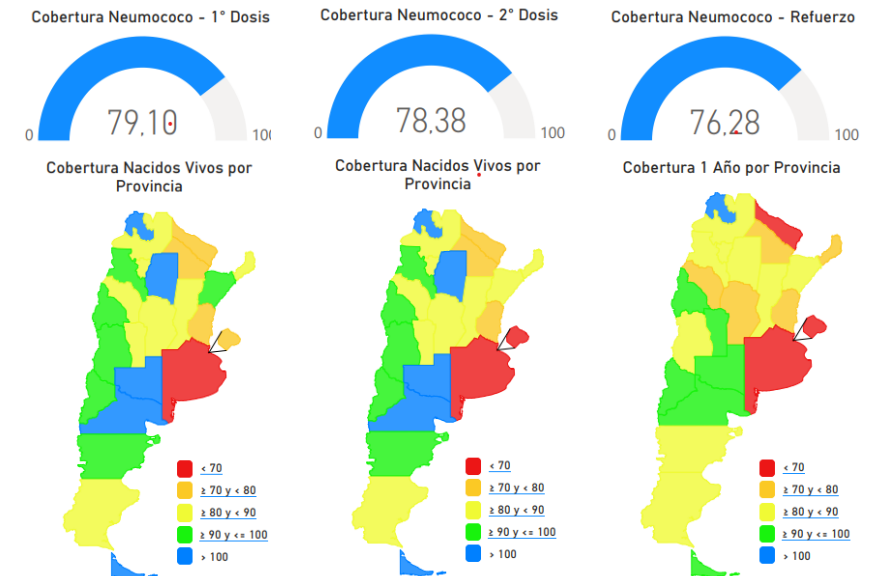 Cobertura Neumococo - 1° Dosis
79,10
0
100
Cobertura Nacidos Vivos por
Provincia
< 70
≥ 70 y < 80
≥ 80 y < 90
≥ 90 y <= 100
> 100
Cobertura Neumococo - 2° Dosis
78,38
0
100
Cobertura Nacidos Vivos por
Provincia
< 70
≥ 70 y < 80
≥ 80 y < 90
≥ 90 y <= 100
> 100
Cobertura Neumococo - Refuerzo
76,28
0
100
Cobertura 1 Año por Provincia
< 70
≥ 70 y < 80
≥ 80 y < 90
≥ 90 y <= 100
> 100